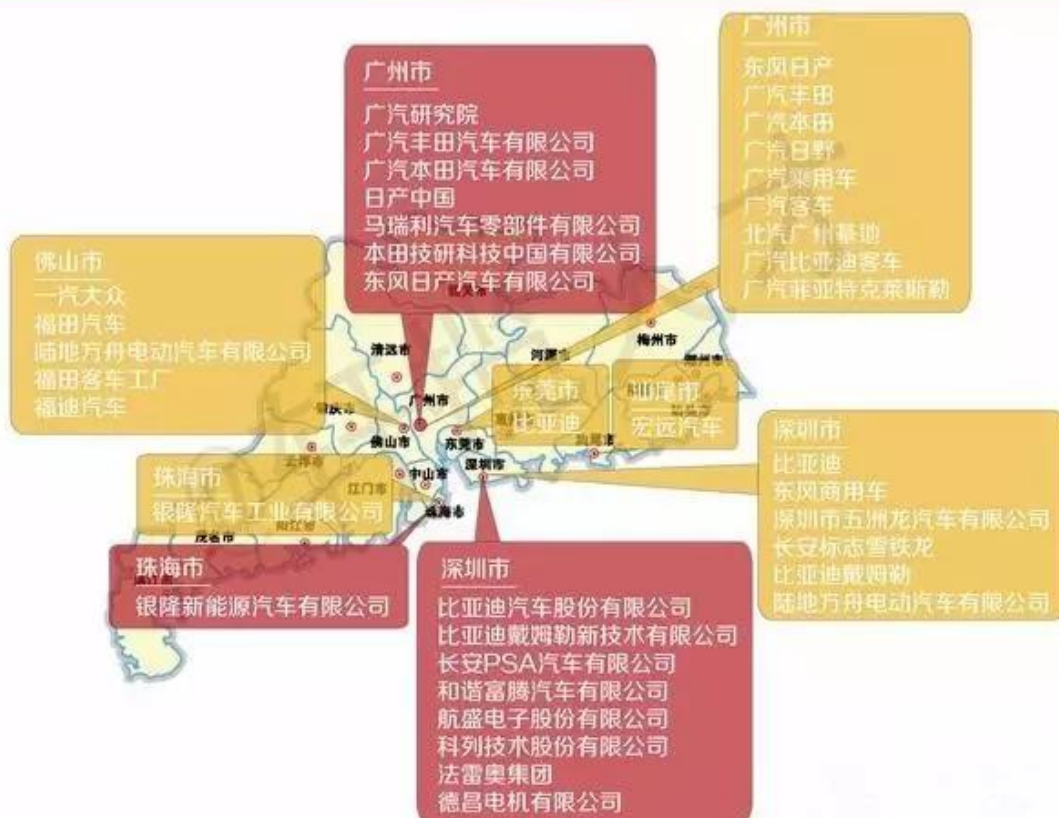 广州市
广汽研究院
广汽丰田汽车有限公司
广汽本田汽车有限公司
日产中国
马瑞利汽车零部件有限公司
本田技研科技中国有限公司
东风日产汽车有限公司
广州市
东风日产
广汽丰田
广汽本田
广汽日野
广汽乘用车
广汽客车
北汽广州基地
广汽比亚迪客车
广汽菲亚特克莱斯勒
佛山市
一汽大众
福田汽车
陆地方舟电动汽车有限公司
福田客车工厂
福迪汽车
清远市
河源市
梅州市
潮州市
广州市
肇庆市
佛山市
东莞市
深圳市
云浮市
中山市
江门市
珠海市
阳江市
茂名市
汕尾市
东莞市
比亚迪
汕尾市
宏远汽车
珠海市
银隆汽车工业有限公司
珠海市
银隆新能源汽车有限公司
深圳市
比亚迪
东风商用车
深圳市五洲龙汽车有限公司
长安标志雪铁龙
比亚迪戴姆勒
陆地方舟电动汽车有限公司
深圳市
比亚迪汽车股份有限公司
比亚迪戴姆勒新技术有限公司
长安PSA汽车有限公司
和谐富腾汽车有限公司
航盛电子股份有限公司
科列技术股份有限公司
法雷奥集团
德昌电机有限公司